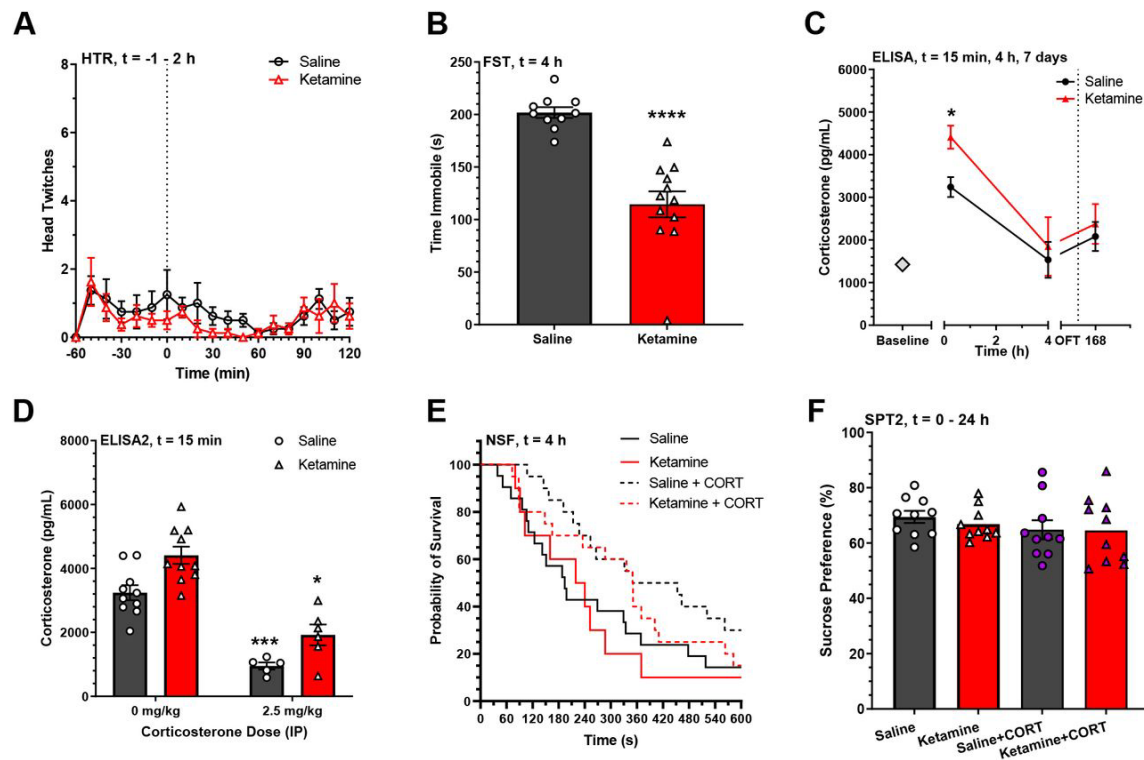 A
HTR, t = -1 - 2 h
Saline
Ketamine
Head Twitches
8
6
4
2
0
-60 -30 0 30 60 90 120
Time (min)
B
FST, t = 4 h
****
Time Immobile (s)
250
200
150
100
50
0
Saline Ketamine
C
ELISA, t = 15 min, 4 h, 7 days
Saline
Ketamine
*
Corticosterone (pg/mL)
6000
5000
4000
3000
2000
1000
0
Baseline 0 2 4 OFT 168
Time (h)
D
ELISA2, t = 15 min
Saline
Ketamine
Corticosterone (pg/mL)
8000
6000
4000
2000
0
***
*
0 mg/kg 2.5 mg/kg
Corticosterone Dose (IP)
E
NSF, t = 4 h
Saline
Ketamine
Saline + CORT
Ketamine + CORT
Probability of Survival
100
80
60
40
20
0
0 60 120 180 240 300 360 420 480 540 600
Time (s)
F
SPT2, t = 0 - 24 h
Sucrose Preference (%)
100
80
60
40
20
0
Saline
Ketamine
Saline+CORT
Ketamine+CORT